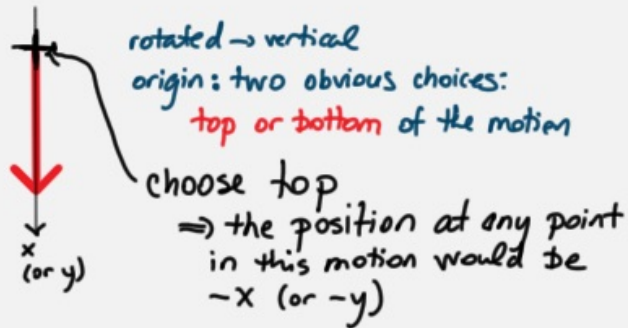 rotated → vertical
origin: two obvious choices:
top or bottom of the motion
choose top
⇒ the position at any point
in this motion would be
-x (or -y)
x
(or y)